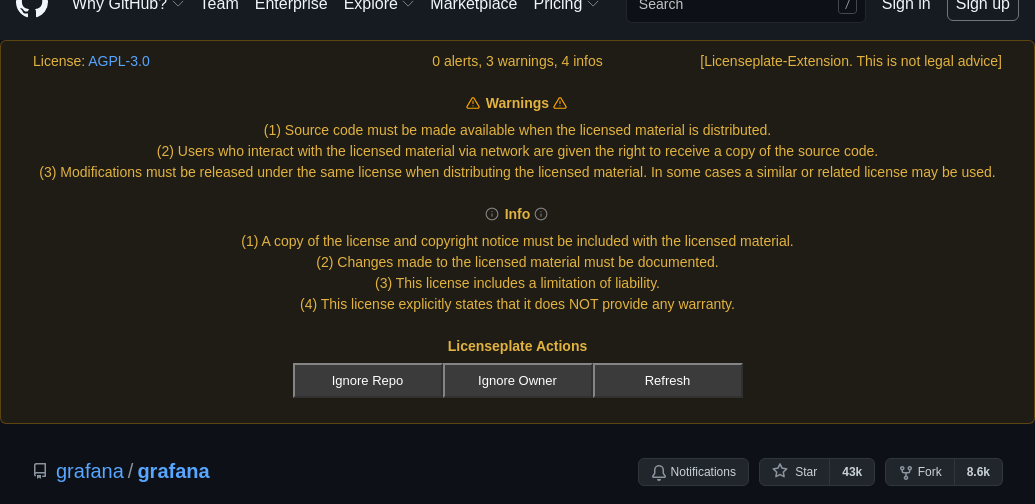 Why GitHub? Team Enterprise Explore Marketplace Pricing Search / Sign in Sign up
License: AGPL-3.0 0 alerts, 3 warnings, 4 infos [Licenseplate-Extension. This is not legal advice]
Warnings
(1) Source code must be made available when the licensed material is distributed.
(2) Users who interact with the licensed material via network are given the right to receive a copy of the source code.
(3) Modifications must be released under the same license when distributing the licensed material. In some cases a similar or related license may be used.
Info
(1) A copy of the license and copyright notice must be included with the licensed material.
(2) Changes made to the licensed material must be documented.
(3) This license includes a limitation of liability.
(4) This license explicitly states that it does NOT provide any warranty.
Licenseplate Actions
Ignore Repo Ignore Owner Refresh
grafana / grafana Notifications Star 43k Fork 8.6k